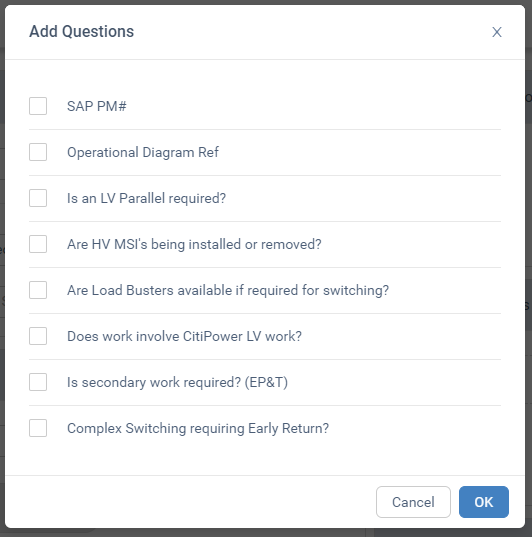 Add Questions
X
SAP PM#
Operational Diagram Ref
Is an LV Parallel required?
Are HV MSI's being installed or removed?
Are Load Busters available if required for switching?
Does work involve CitiPower LV work?
Is secondary work required? (EP&T)
Complex Switching requiring Early Return?
Cancel
OK